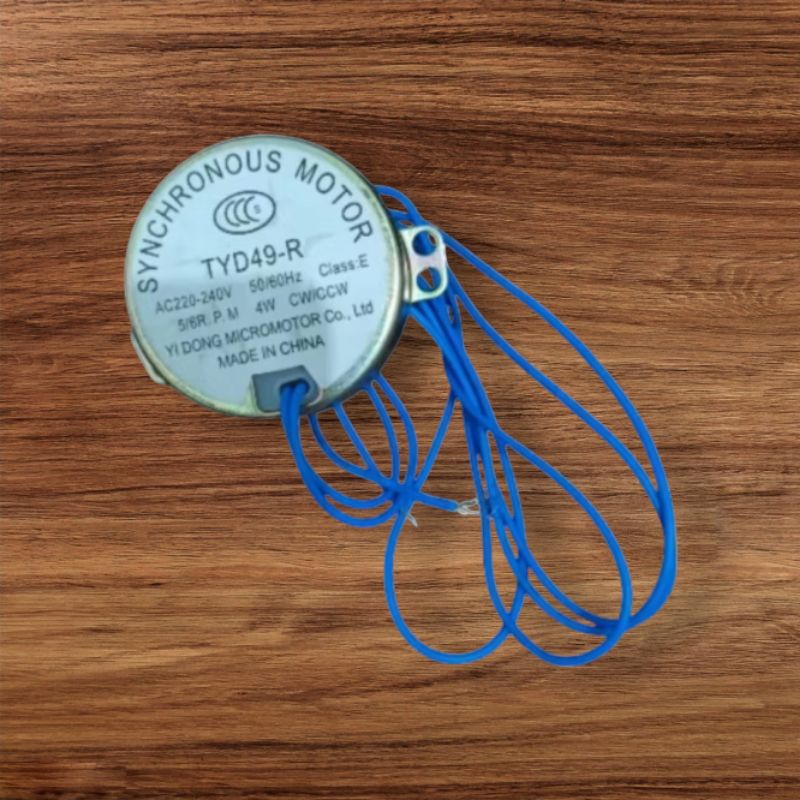 SYNCHRONOUS MOTOR
CCC S
TYD49-R
AC220-240V 50/60Hz Class:E
5/6R.P.M 4W CW/CCW
YI DONG MICROMOTOR Co., Ltd
MADE IN CHINA